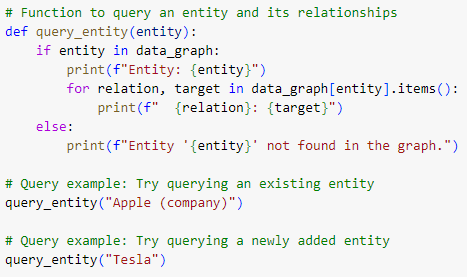 # Function to query an entity and its relationships
def query_entity(entity):
    if entity in data_graph:
        print(f"Entity: {entity}")
        for relation, target in data_graph[entity].items():
            print(f"  {relation}: {target}")
    else:
        print(f"Entity '{entity}' not found in the graph.")

# Query example: Try querying an existing entity
query_entity("Apple (company)")

# Query example: Try querying a newly added entity
query_entity("Tesla")